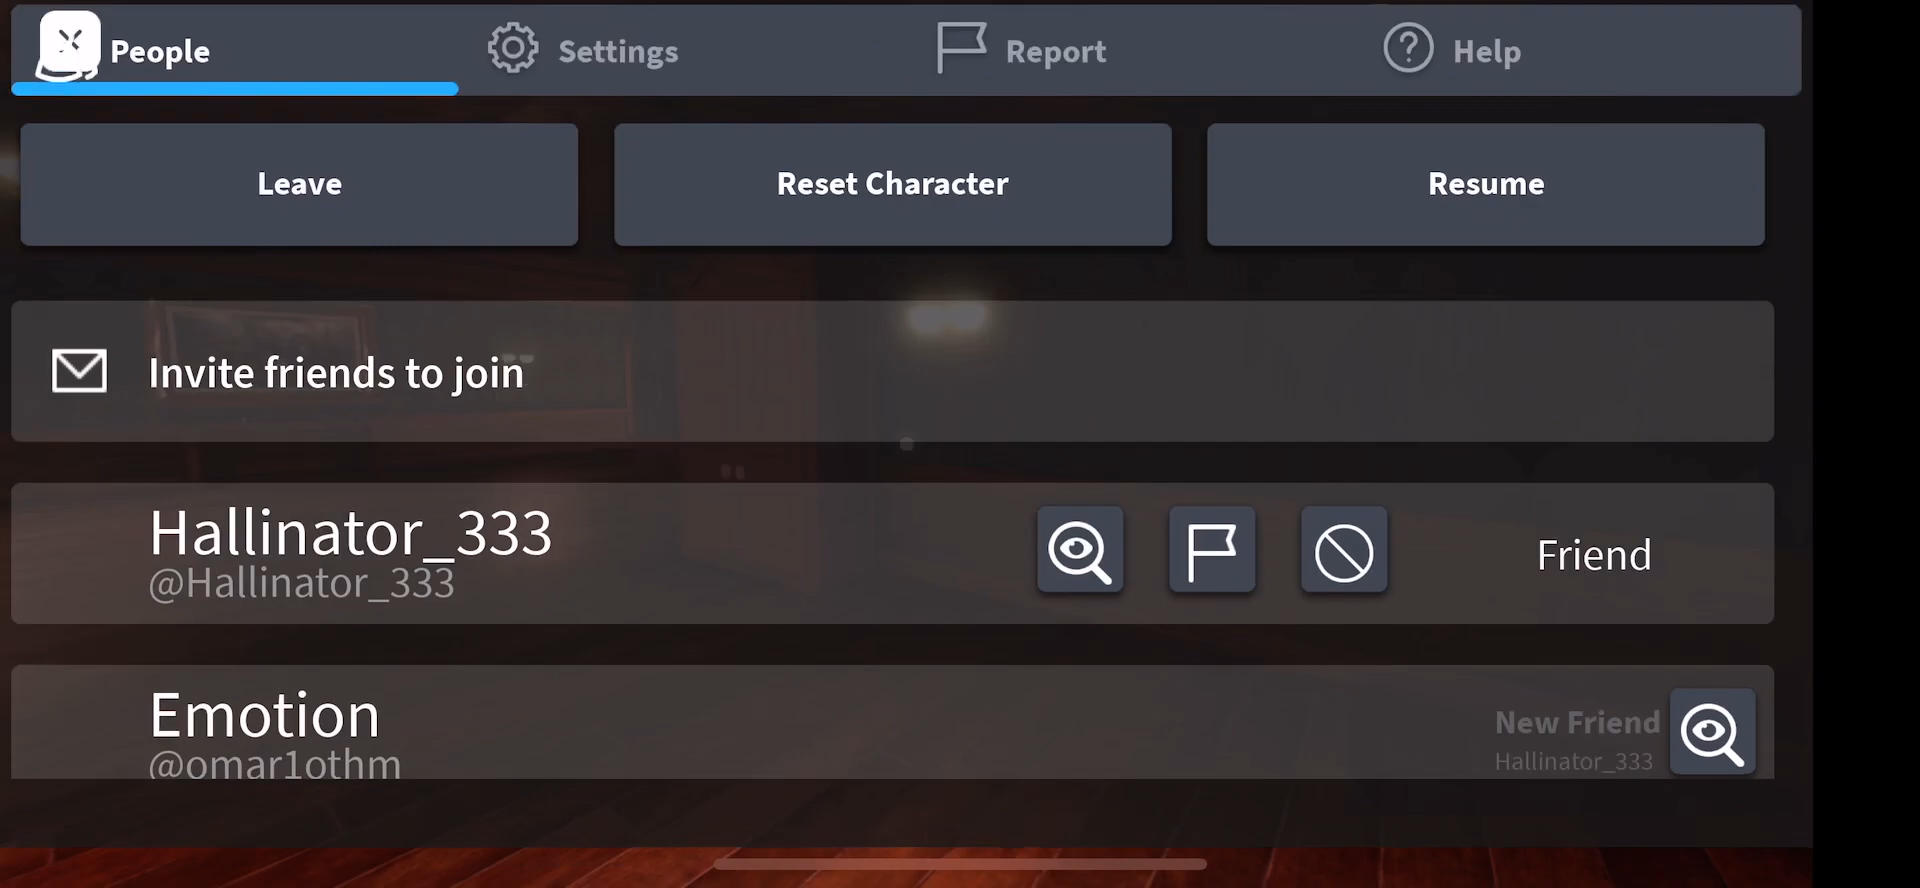 People
Settings
Report
Help
Leave
Reset Character
Resume
Invite friends to join
Hallinator_333
@Hallinator_333
Friend
Emotion
@omar1othm
New Friend
Hallinator_333